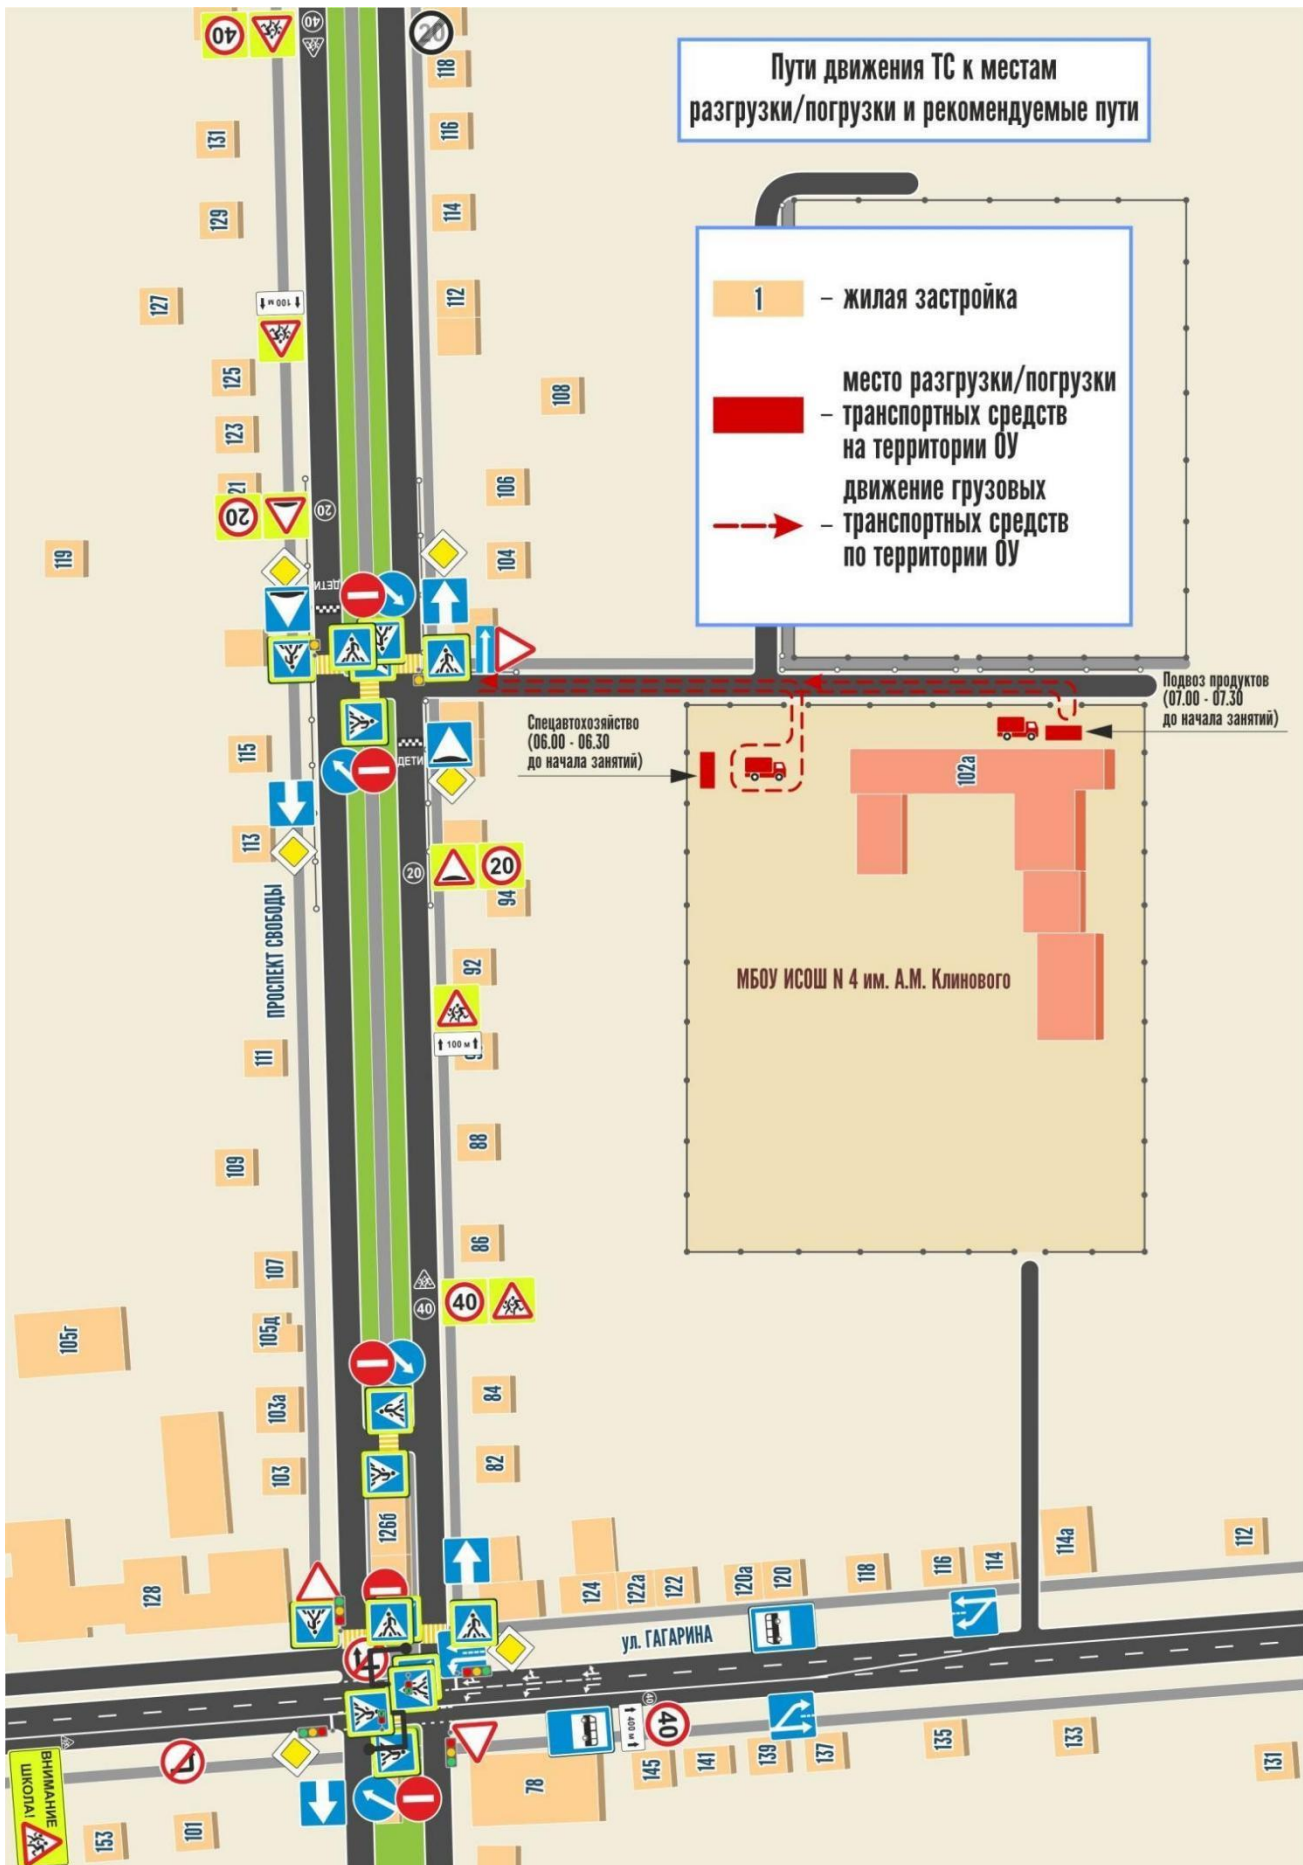 40
40
20
118
Пути движения ТС к местам
разгрузки/погрузки и рекомендуемые пути
131
116
129
114
127
100 м
112
1 – жилая застройка
125
108
место разгрузки/погрузки
– транспортных средств
на территории ОУ
123
21
20
20
106
движение грузовых
– транспортных средств
по территории ОУ
119
104
ДЕТИ
Подвоз продуктов
(07.00 - 07.30
до начала занятий)
Спецавтохозяйство
(06.00 - 06.30
до начала занятий)
115
ДЕТИ
102а
113
20
20
94
ПРОСПЕКТ СВОБОДЫ
92
МБОУ ИСОШ N 4 им. А.М. Клинового
100 м
111
88
109
86
107
40
40
105г
105д
84
103а
82
103
126б
128
124
122а
122
120а
120
118
116
114
114а
112
ул. ГАГАРИНА
40
400 м
40
145
141
139
137
135
133
131
78
ВНИМАНИЕ
ШКОЛА!
153
101